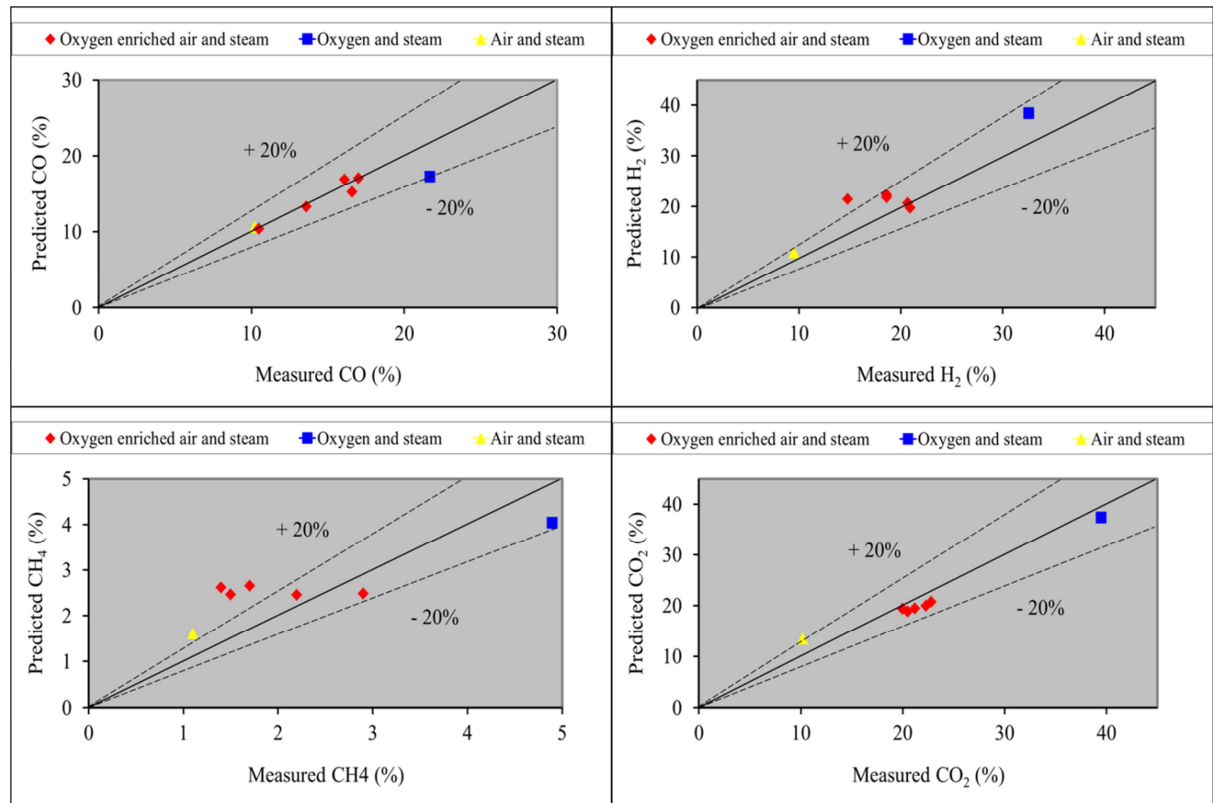 Oxygen enriched air and steam Oxygen and steam Air and steam
30
20
10
0
0 10 20 30
Predicted CO (%)
+ 20%
- 20%
Measured CO (%)
Oxygen enriched air and steam Oxygen and steam Air and steam
40
30
20
10
0
0 10 20 30 40
Predicted H₂ (%)
+ 20%
- 20%
Measured H₂ (%)
Oxygen enriched air and steam Oxygen and steam Air and steam
5
4
3
2
1
0
0 1 2 3 4 5
Predicted CH₄ (%)
+ 20%
- 20%
Measured CH4 (%)
Oxygen enriched air and steam Oxygen and steam Air and steam
40
30
20
10
0
0 10 20 30 40
Predicted CO₂ (%)
+ 20%
- 20%
Measured CO₂ (%)